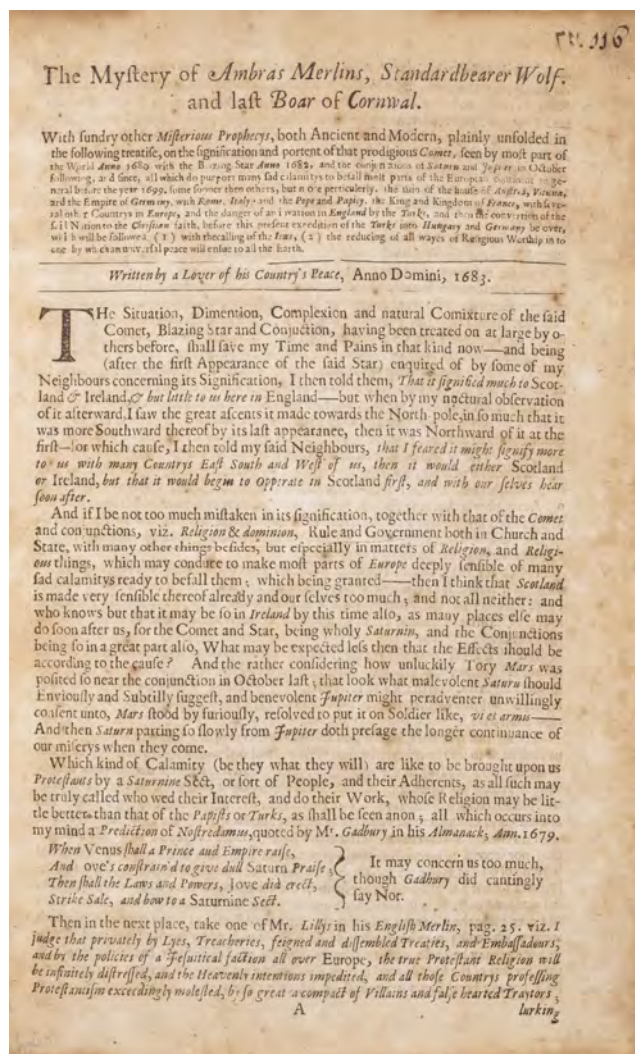 116
The Myſtery of Ambras Merlins, Standardbearer Wolf.
and laſt Boar of Cornwal.
With ſundry other Miſterious Prophecys, both Ancient and Modern, plainly unfolded in
the following treatiſe, on the ſignification and portent of that prodigious Comet, ſeen by moſt part of
the World Anno 1680 with the Blazing Star Anno 1682, and the conjunctions of Saturn and Jupiter in October
following, and ſince, all which do purport many ſad calamitys to befall moſt parts of the European continent in ge-
neral before the year 1699. ſome ſooner then others, but more perticulerly. the ruin of the houſe of Auſtria, Vienna,
and the Empire of Germany, with Rome, Italy, and the Pope and Papiſy. the King and Kingdom of France, with ſeve-
ral other Countrys in Europe, and the danger of an invation in England by the Turks, and then the convertion of the
ſaid Nation to the Chriſtian faith, before this preſent expedition of the Turks into Hungary and Germany be over,
which will be followed (1) with the calling of the Jews, (2) the reducing of all wayes of Religious Worſhip in to
one by which an univerſal peace will enſue to all the Earth.
Written by a Lover of his Country's Peace, Anno Domini, 1683.
THe Situation, Dimention, Complexion and natural Comixture of the ſaid
Comet, Blazing Star and Conjuction, having been treated on at large by o-
thers before, ſhall ſave my Time and Pains in that kind now—and being
(after the firſt Appearance of the ſaid Star) enquired of by ſome of my
Neighbours concerning its Signification, I then told them, That it ſignified much to Scot-
land & Ireland, & but little to us here in England—but when by my noctural obſervation
of it afterward, I ſaw the great aſcents it made towards the North pole, in ſo much that it
was more Southward thereof by its laſt appearance, then it was Northward of it at the
firſt—for which cauſe, I then told my ſaid Neighbours, that I feared it might ſignify more
to us with many Countrys Eaſt South and Weſt of us, then it would either Scotland
or Ireland, but that it would begin to opperate in Scotland firſt, and with our ſelves hear
ſoon after.
And if I be not too much miſtaken in its ſignification, together with that of the Comet
and conjunctions, viz. Religion & dominion, Rule and Government both in Church and
State, with many other things beſides, but eſpecially in matters of Religion, and Religi-
ous things, which may conduce to make moſt parts of Europe deeply ſenſible of many
ſad calamitys ready to befall them; which being granted——then I think that Scotland
is made very ſenſible thereof already and our ſelves too much; and not all neither: and
who knows but that it may be ſo in Ireland by this time alſo, as many places elſe may
do ſoon after us, for the Comet and Star, being wholy Saturnin, and the Conjunctions
being ſo in a great part alſo, What may be expected leſs then that the Effects ſhould be
according to the cauſe? And the rather conſidering how unluckily Tory Mars was
poſited ſo near the conjunction in October laſt; that look what malevolent Saturn ſhould
Enviouſly and Subtilly ſuggeſt, and benevolent Jupiter might peradventer unwillingly
conſent unto, Mars ſtood by furiouſly, reſolved to put it on Soldier like, vi et armis——
And then Saturn parting ſo ſlowly from Jupiter doth preſage the longer continuance of
our miſerys when they come.
Which kind of Calamity (be they what they will) are like to be brought upon us
Proteſtants by a Saturnine Sect, or ſort of People, and their Adherents, as all ſuch may
be truly called who wed their Intereſt, and do their Work, whoſe Religion may be lit-
tle better than that of the Papiſts or Turks, as ſhall be ſeen anon; all which occurs into
my mind a Prediction of Noſtredamus, quoted by Mr. Gadbury in his Almanack, Ann. 1679.
When Venus ſhall a Prince and Empire raiſe,
And ove's conſtrain'd to give dull Saturn Praiſe;
Then ſhall the Laws and Powers, Jove did erect,
Strike Sale, and bow to a Saturnine Sect.
It may concern us too much,
though Gadbury did cantingly
ſay Nor.
Then in the next place, take one of Mr. Lillys in his Engliſh Merlin, pag. 25. viz. I
judge that privately by Lyes, Treacheries, feigned and diſſembled Treaties, and Embaſſadours,
and by the policies of a Jeſuitical faction all over Europe, the true Proteſtant Religion will
be infinitely diſtreſſed, and the Heavenly intentions impedited, and all thoſe Countrys profeſſing
Proteſtantiſm exceedingly moleſted, by ſo great a compact of Villains and falſe hearted Traytors;
A lurking